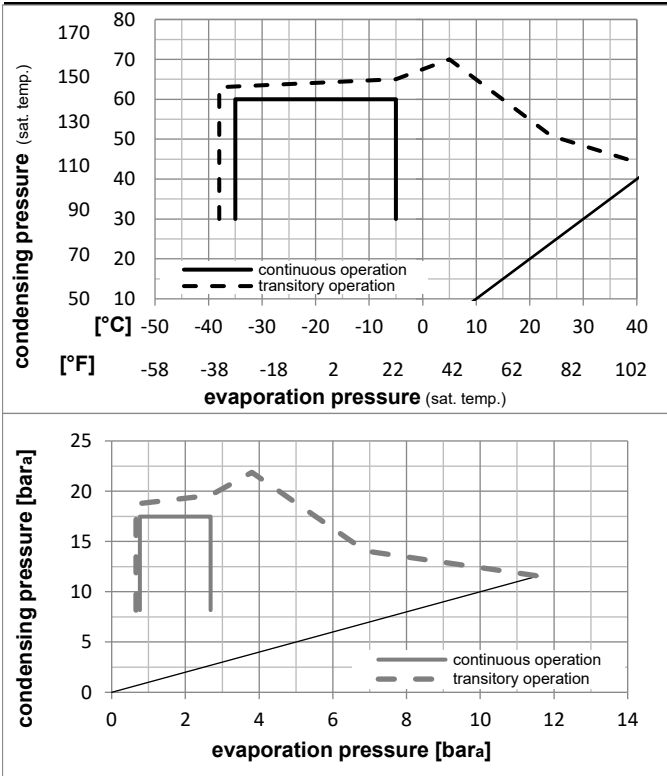 condensing pressure (sat. temp.)
170 80
150 70
60
130 50
110 40
90 30
70 20
50 10
continuous operation
transitory operation
[°C] -50 -40 -30 -20 -10 0 10 20 30 40
[°F] -58 -38 -18 2 22 42 62 82 102
evaporation pressure (sat. temp.)
condensing pressure [bara]
25
20
15
10
5
0
continuous operation
transitory operation
0 2 4 6 8 10 12 14
evaporation pressure [bara]